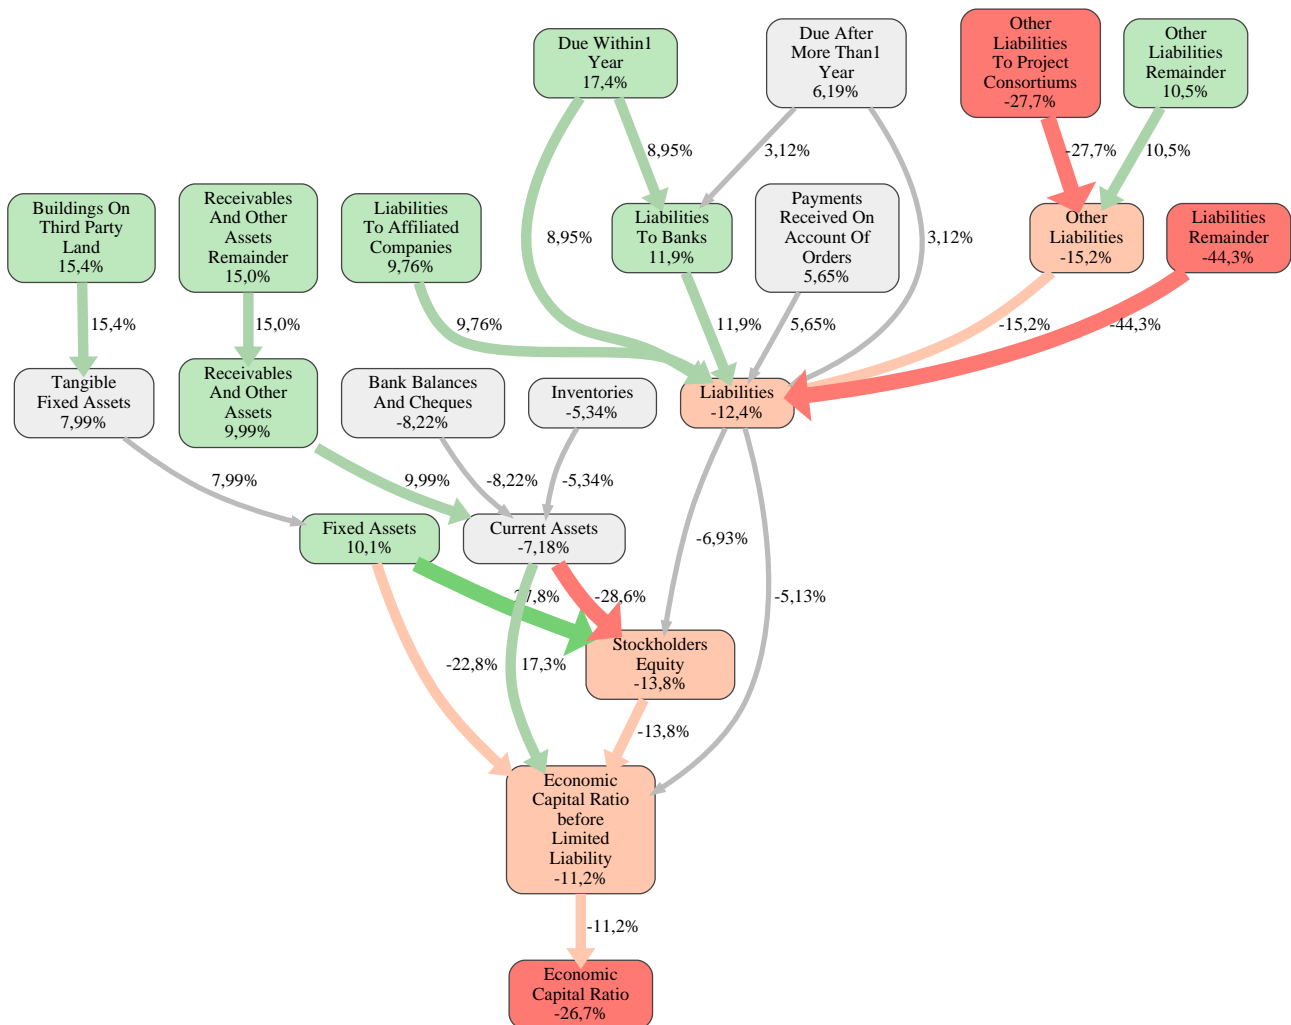 Due Within1
Year
17,4%
Due After
More Than1
Year
6,19%
Other
Liabilities
To Project
Consortiums
-27,7%
Other
Liabilities
Remainder
10,5%
8,95%
3,12%
-27,7%
10,5%
Buildings On
Third Party
Land
15,4%
Receivables
And Other
Assets
Remainder
15,0%
Liabilities
To Affiliated
Companies
9,76%
8,95%
Liabilities
To Banks
11,9%
Payments
Received On
Account Of
Orders
5,65%
3,12%
Other
Liabilities
-15,2%
Liabilities
Remainder
-44,3%
15,4%
15,0%
9,76%
11,9%
5,65%
-15,2%
-44,3%
Tangible
Fixed Assets
7,99%
Receivables
And Other
Assets
9,99%
Bank Balances
And Cheques
-8,22%
Inventories
-5,34%
Liabilities
-12,4%
7,99%
9,99%
-8,22%
-5,34%
Fixed Assets
10,1%
Current Assets
-7,18%
-6,93%
7,8%
-28,6%
-5,13%
-22,8%
17,3%
Stockholders
Equity
-13,8%
-13,8%
Economic
Capital Ratio
before
Limited
Liability
-11,2%
-11,2%
Economic
Capital Ratio
-26,7%